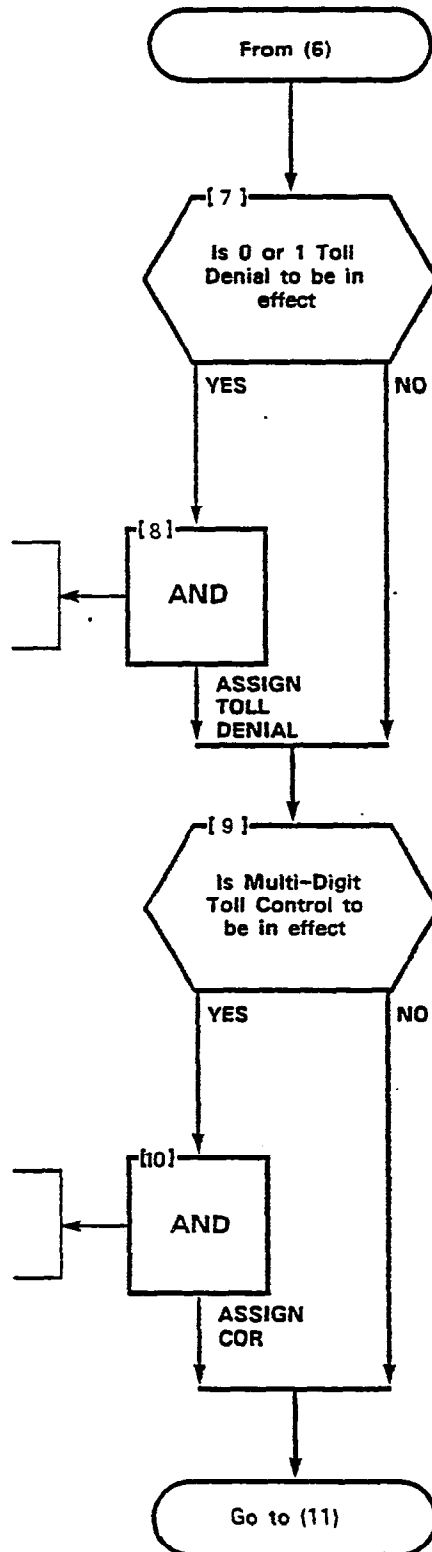 From (6)
[7]
Is 0 or 1 Toll
Denial to be in
effect
YES
NO
[8]
AND
ASSIGN
TOLL
DENIAL
[9]
Is Multi-Digit
Toll Control to
be in effect
YES
NO
[10]
AND
ASSIGN
COR
Go to (11)